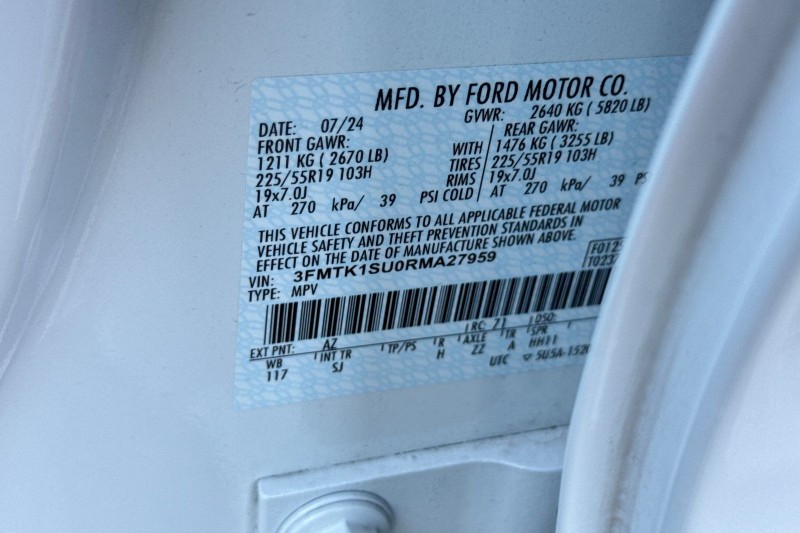 MFD. BY FORD MOTOR CO.
DATE: 07/24 GVWR: 2640 KG ( 5820 LB)
FRONT GAWR: REAR GAWR:
1211 KG ( 2670 LB) WITH 1476 KG ( 3255 LB)
225/55R19 103H TIRES 225/55R19 103H
19x7.0J RIMS 19x7.0J
AT 270 kPa/ 39 PSI COLD AT 270 kPa/ 39
THIS VEHICLE CONFORMS TO ALL APPLICABLE FEDERAL MOTOR
VEHICLE SAFETY AND THEFT PREVENTION STANDARDS IN
EFFECT ON THE DATE OF MANUFACTURE SHOWN ABOVE.
VIN: 3FMTK1SU0RMA27959
TYPE: MPV
EXT PNT: AZ RC: 71 DSO:
WB INT TR TP/PS R AXLE TR SPR
117 SJ H ZZ A HH11
UTC